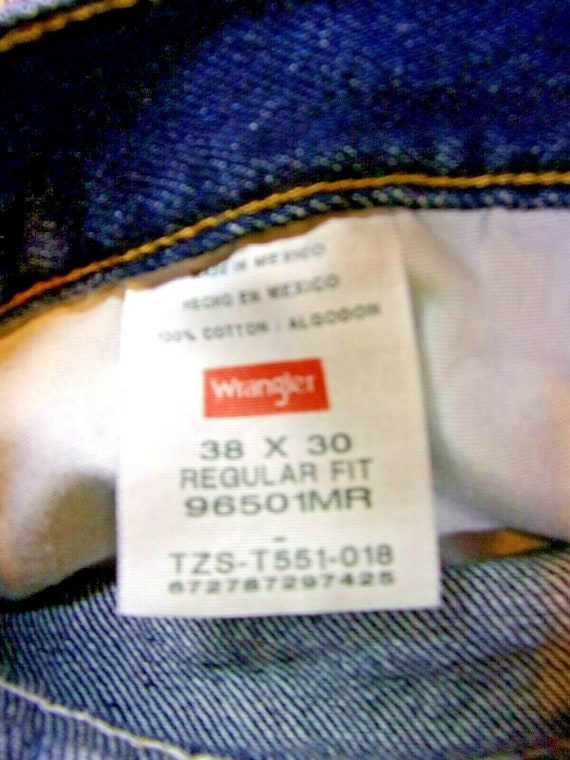 MADE IN MEXICO
HECHO EN MEXICO
100% COTTON / ALGODON
Wrangler
38 X 30
REGULAR FIT
96501MR
-
TZS-T551-018
672787297425